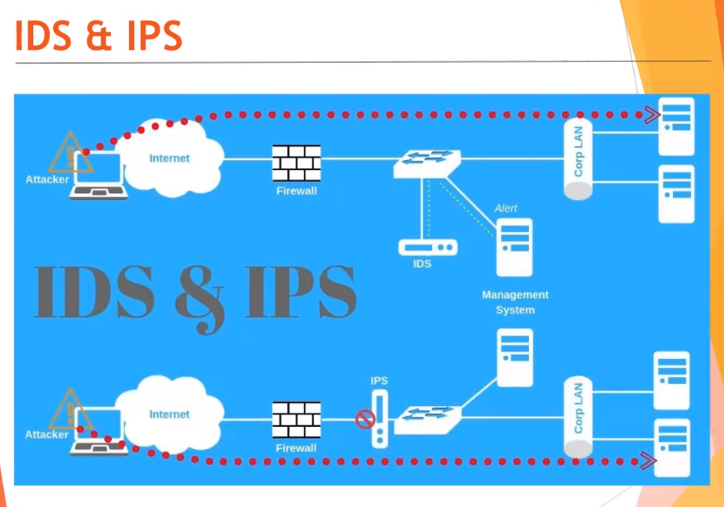 IDS & IPS
Attacker
Internet
Firewall
Corp LAN
Alert
IDS
IDS & IPS
Management
System
Attacker
Internet
Firewall
IPS
Corp LAN